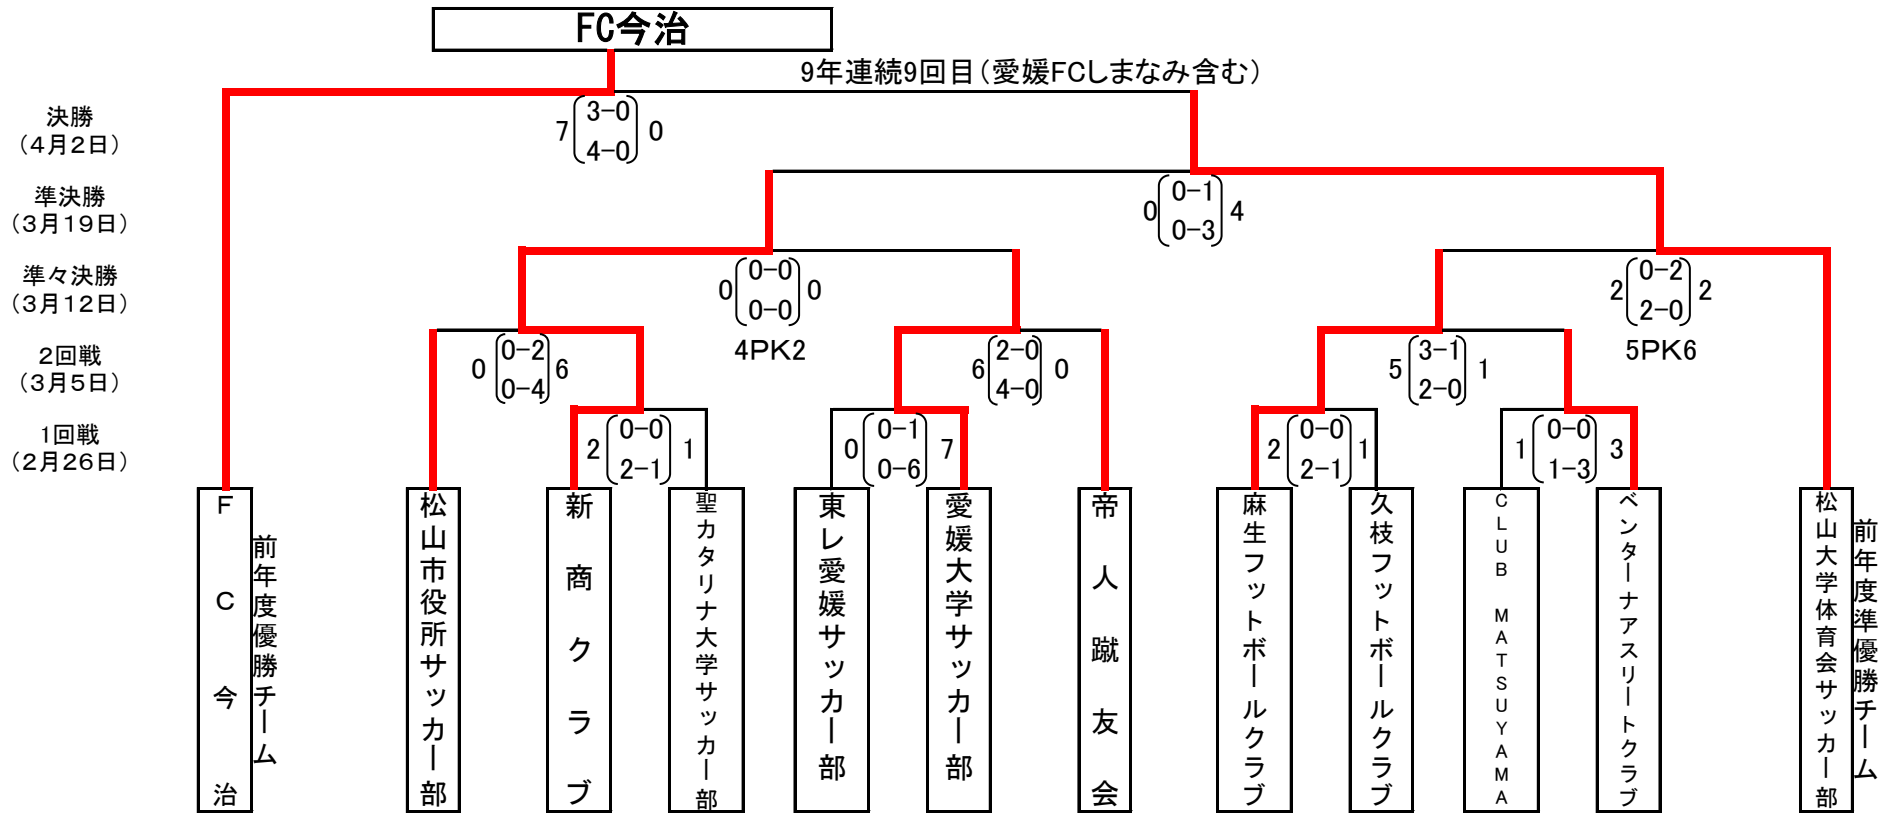 FC今治
9年連続9回目（愛媛FCしまなみ含む）
決勝
（4月2日）
7 3-0 0
4-0
準決勝
（3月19日）
0 0-1 4
0-3
準々決勝
（3月12日）
0 0-0 0
0-0
4PK2
2 0-2 2
2-0
5PK6
2回戦
（3月5日）
0 0-2 6
0-4
6 2-0 0
4-0
5 3-1 1
2-0
1回戦
（2月26日）
2 0-0 1
2-1
0 0-1 7
0-6
2 0-0 1
2-1
1 0-0 3
1-3
FC今治
前年度優勝チーム
松山市役所サッカー部
新商クラブ
聖カタリナ大学サッカー部
東レ愛媛サッカー部
愛媛大学サッカー部
帝人蹴友会
麻生フットボールクラブ
久枝フットボールクラブ
CLUB MATSUYAMA
ベンターナアスリートクラブ
松山大学体育会サッカー部
前年度準優勝チーム